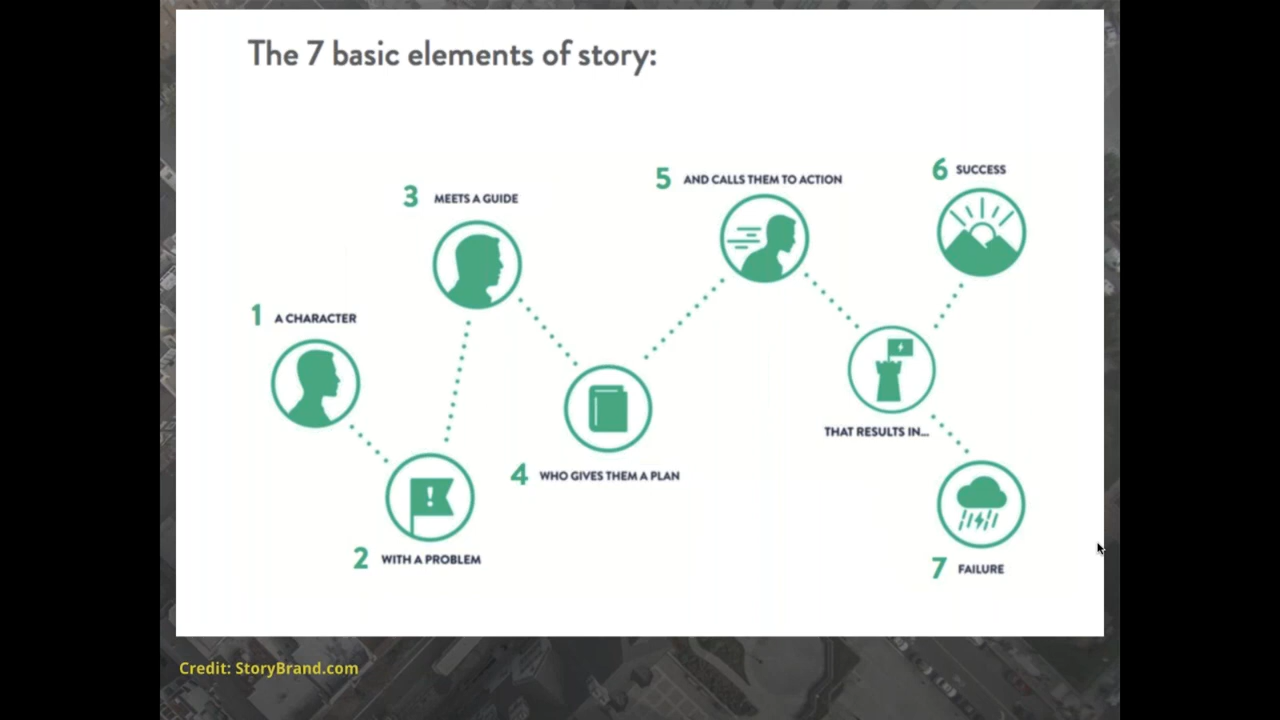 The 7 basic elements of story:
1 A CHARACTER
2 WITH A PROBLEM
3 MEETS A GUIDE
4 WHO GIVES THEM A PLAN
5 AND CALLS THEM TO ACTION
THAT RESULTS IN...
6 SUCCESS
7 FAILURE
Credit: StoryBrand.com